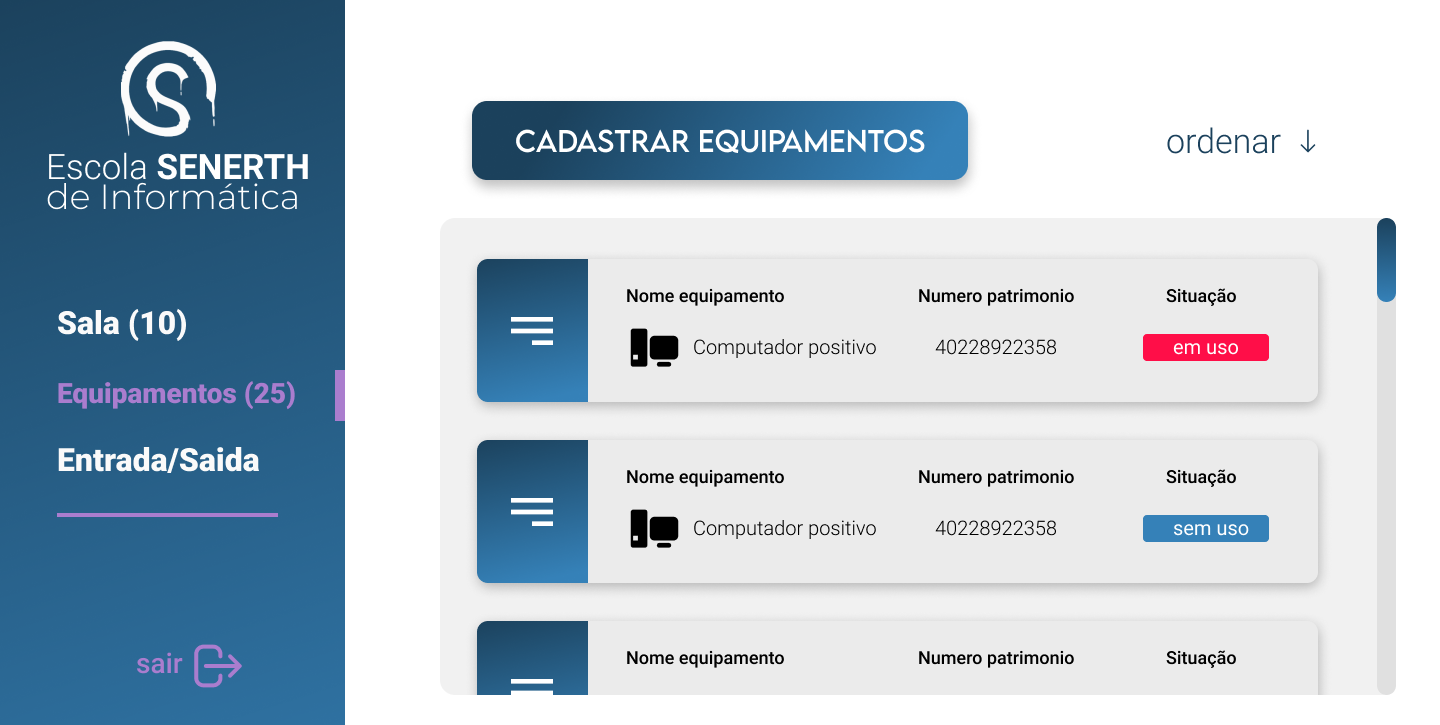 Escola SENERTH
de Informática
Sala (10)
Equipamentos (25)
Entrada/Saida
sair
CADASTRAR EQUIPAMENTOS
ordenar ↓
Nome equipamento Numero patrimonio Situação
Computador positivo 40228922358 em uso
Nome equipamento Numero patrimonio Situação
Computador positivo 40228922358 sem uso
Nome equipamento Numero patrimonio Situação